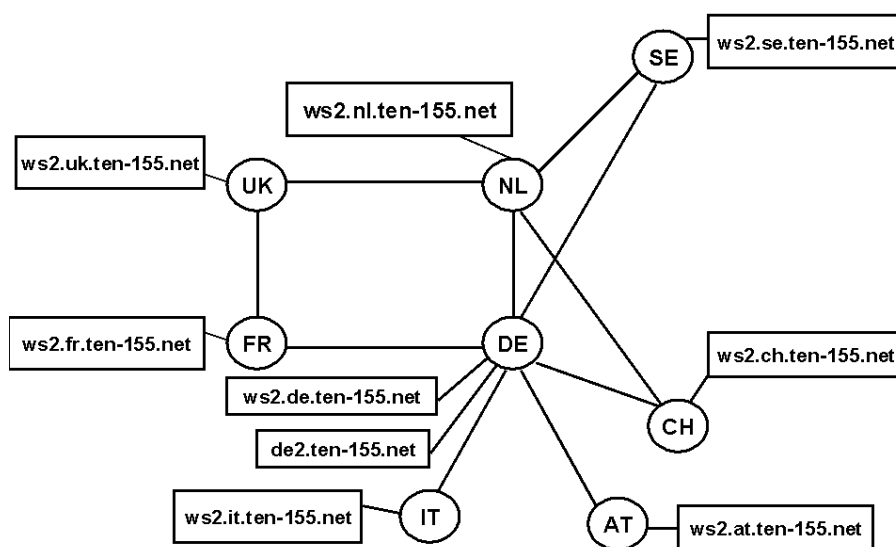 SE
ws2.se.ten-155.net
ws2.nl.ten-155.net
ws2.uk.ten-155.net
UK
NL
ws2.fr.ten-155.net
FR
DE
ws2.ch.ten-155.net
ws2.de.ten-155.net
CH
de2.ten-155.net
ws2.it.ten-155.net
IT
AT
ws2.at.ten-155.net